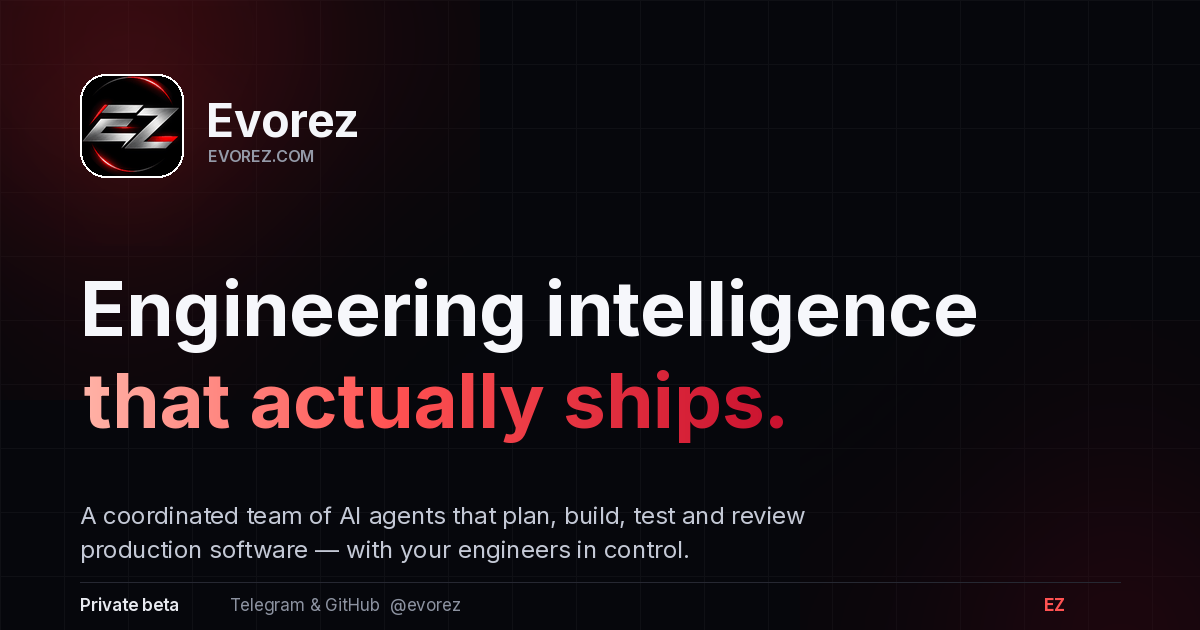 EZ
Evorez
EVOREZ.COM
Engineering intelligence
that actually ships.
A coordinated team of AI agents that plan, build, test and review
production software — with your engineers in control.
Private beta Telegram & GitHub @evorez EZ